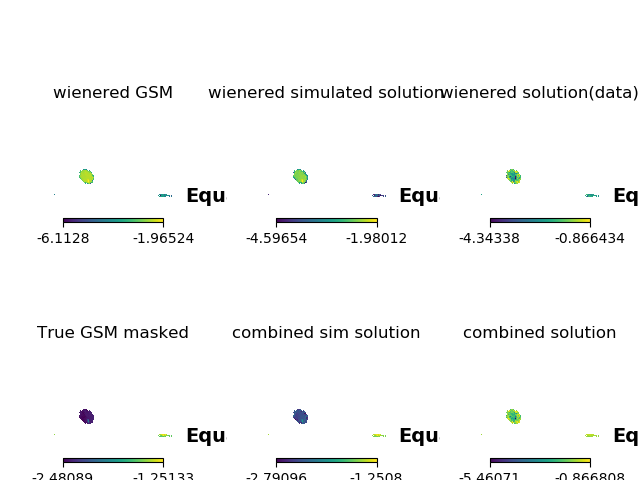 wienered GSM
wienered simulated solution
wienered solution(data)
Equ
Equ
Eq
-6.1128
-1.96524
-4.59654
-1.98012
-4.34338
-0.866434
True GSM masked
combined sim solution
combined solution
Equ
Equ
Eq
-2.48089
-1.25133
-2.79096
-1.2508
-5.46071
-0.866808